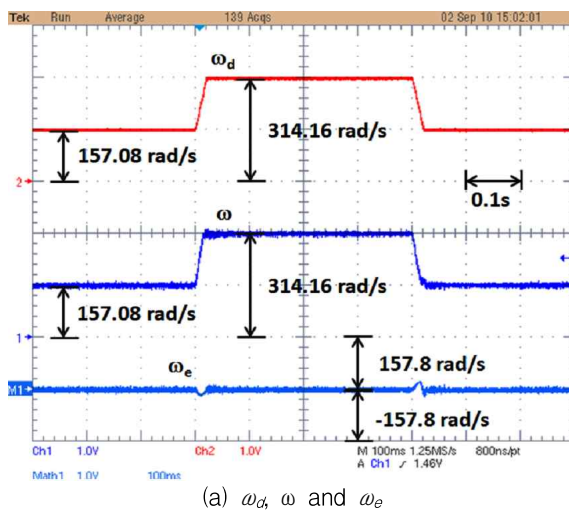 Tek Run Average 139 Acqs 02 Sep 10 15:02:01
ωd
314.16 rad/s
157.08 rad/s
2
0.1s
ω
314.16 rad/s
157.08 rad/s
1
157.8 rad/s
ωe
M1
-157.8 rad/s
Ch1 1.0V Ch2 1.0V M 100ms 1.25MS/s 800ns/pt
A Ch1 ∕ 1.46V
Math1 1.0V 100ms
(a) ωd, ω and ωe